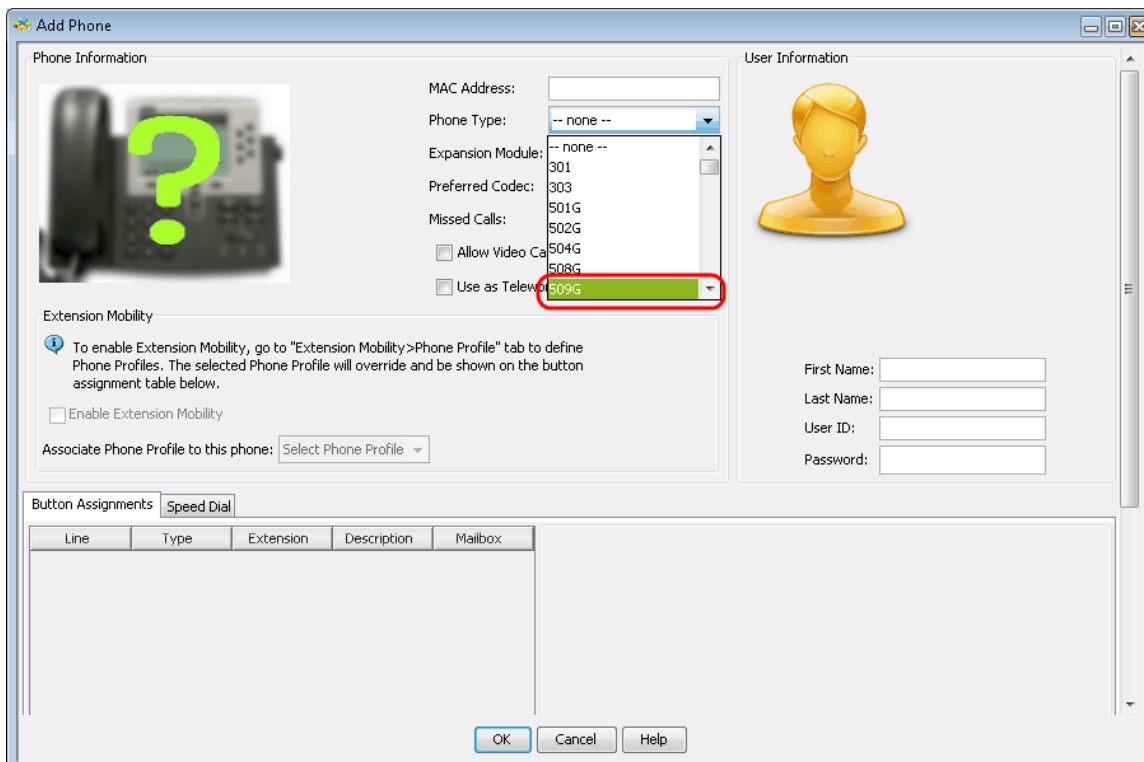 Add Phone
Phone Information
MAC Address:
Phone Type: -- none --
-- none --
301
303
501G
502G
504G
508G
509G
Expansion Module:
Preferred Codec:
Missed Calls:
Allow Video Ca
Use as Telewo
Extension Mobility
To enable Extension Mobility, go to "Extension Mobility>Phone Profile" tab to define
Phone Profiles. The selected Phone Profile will override and be shown on the button
assignment table below.
Enable Extension Mobility
Associate Phone Profile to this phone: Select Phone Profile
User Information
First Name:
Last Name:
User ID:
Password:
Button Assignments Speed Dial
Line Type Extension Description Mailbox
OK Cancel Help